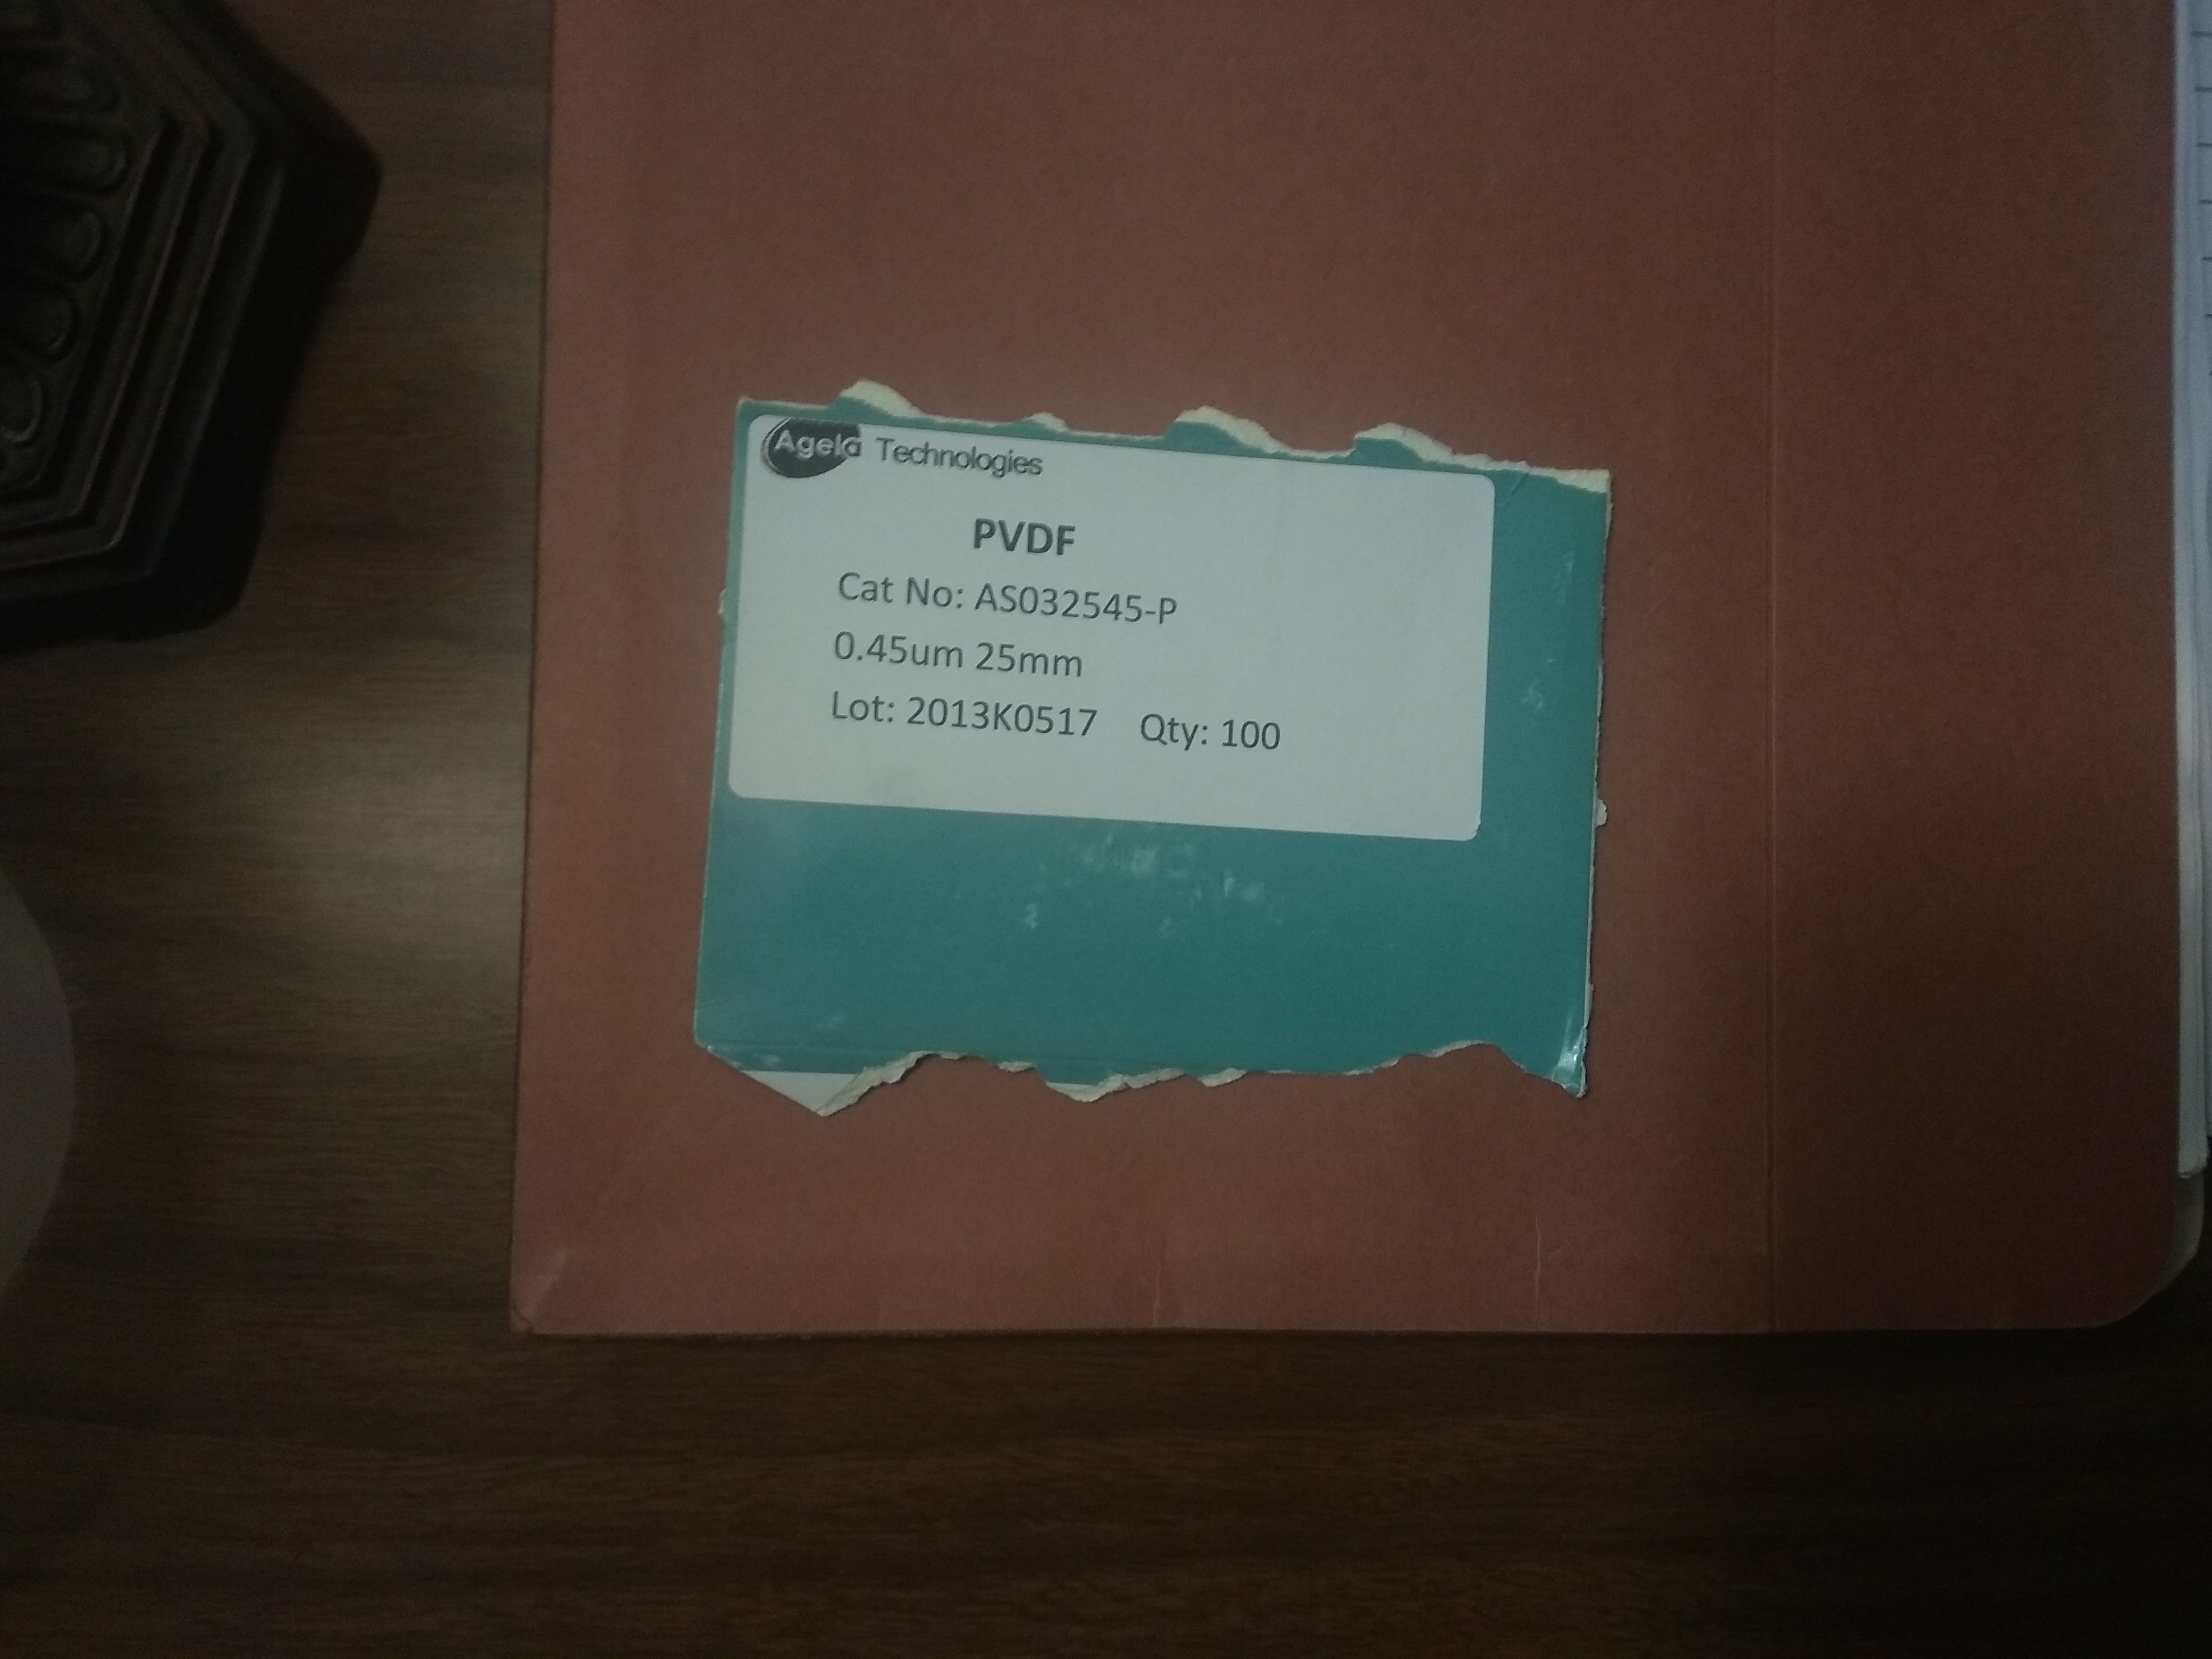 Agela Technologies
PVDF
Cat No: AS032545-P
0.45um 25mm
Lot: 2013K0517 Qty: 100